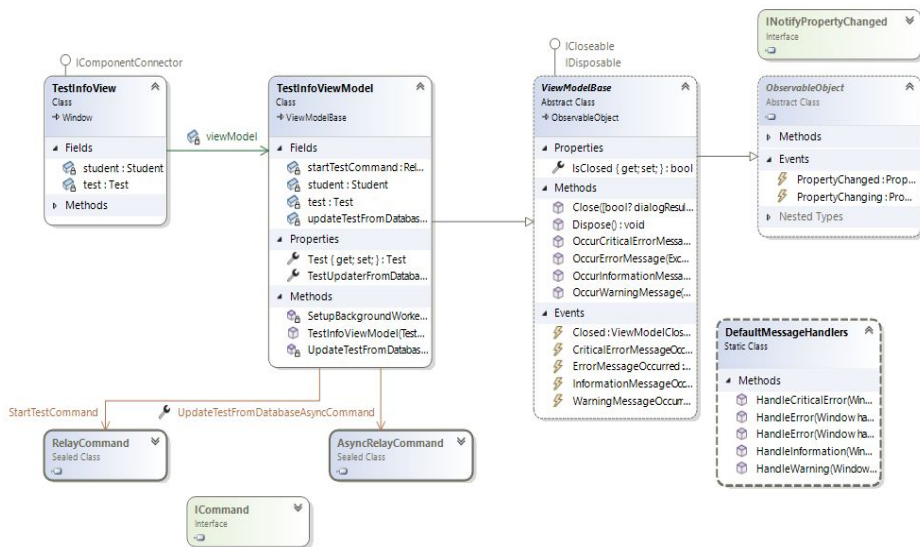 IComponentConnector
TestInfoView
Class
Window
Fields
student : Student
test : Test
Methods
viewModel
TestInfoViewModel
Class
ViewModelBase
Fields
startTestCommand : Rel...
student : Student
test : Test
updateTestFromDatabas...
Properties
Test { get; set; } : Test
TestUpdaterFromDataba...
Methods
SetupBackgroundWorke...
TestInfoViewModel(Test...
UpdateTestFromDatabas...
ICloseable
IDisposable
ViewModelBase
Abstract Class
ObservableObject
Properties
IsClosed { get; set; } : bool
Methods
Close([bool? dialogResul...
Dispose() : void
OccurCriticalErrorMessa...
OccurErrorMessage(Exc...
OccurInformationMessa...
OccurWarningMessage(...
Events
Closed : ViewModelClos...
CriticalErrorMessageOcc...
ErrorMessageOccurred :...
InformationMessageOcc...
WarningMessageOccurr...
INotifyPropertyChanged
Interface
ObservableObject
Abstract Class
Methods
Events
PropertyChanged : Prop...
PropertyChanging : Pro...
Nested Types
DefaultMessageHandlers
Static Class
Methods
HandleCriticalError(Win...
HandleError(Window ha...
HandleError(Window ha...
HandleInformation(Win...
HandleWarning(Window...
StartTestCommand
UpdateTestFromDatabaseAsyncCommand
RelayCommand
Sealed Class
AsyncRelayCommand
Sealed Class
ICommand
Interface